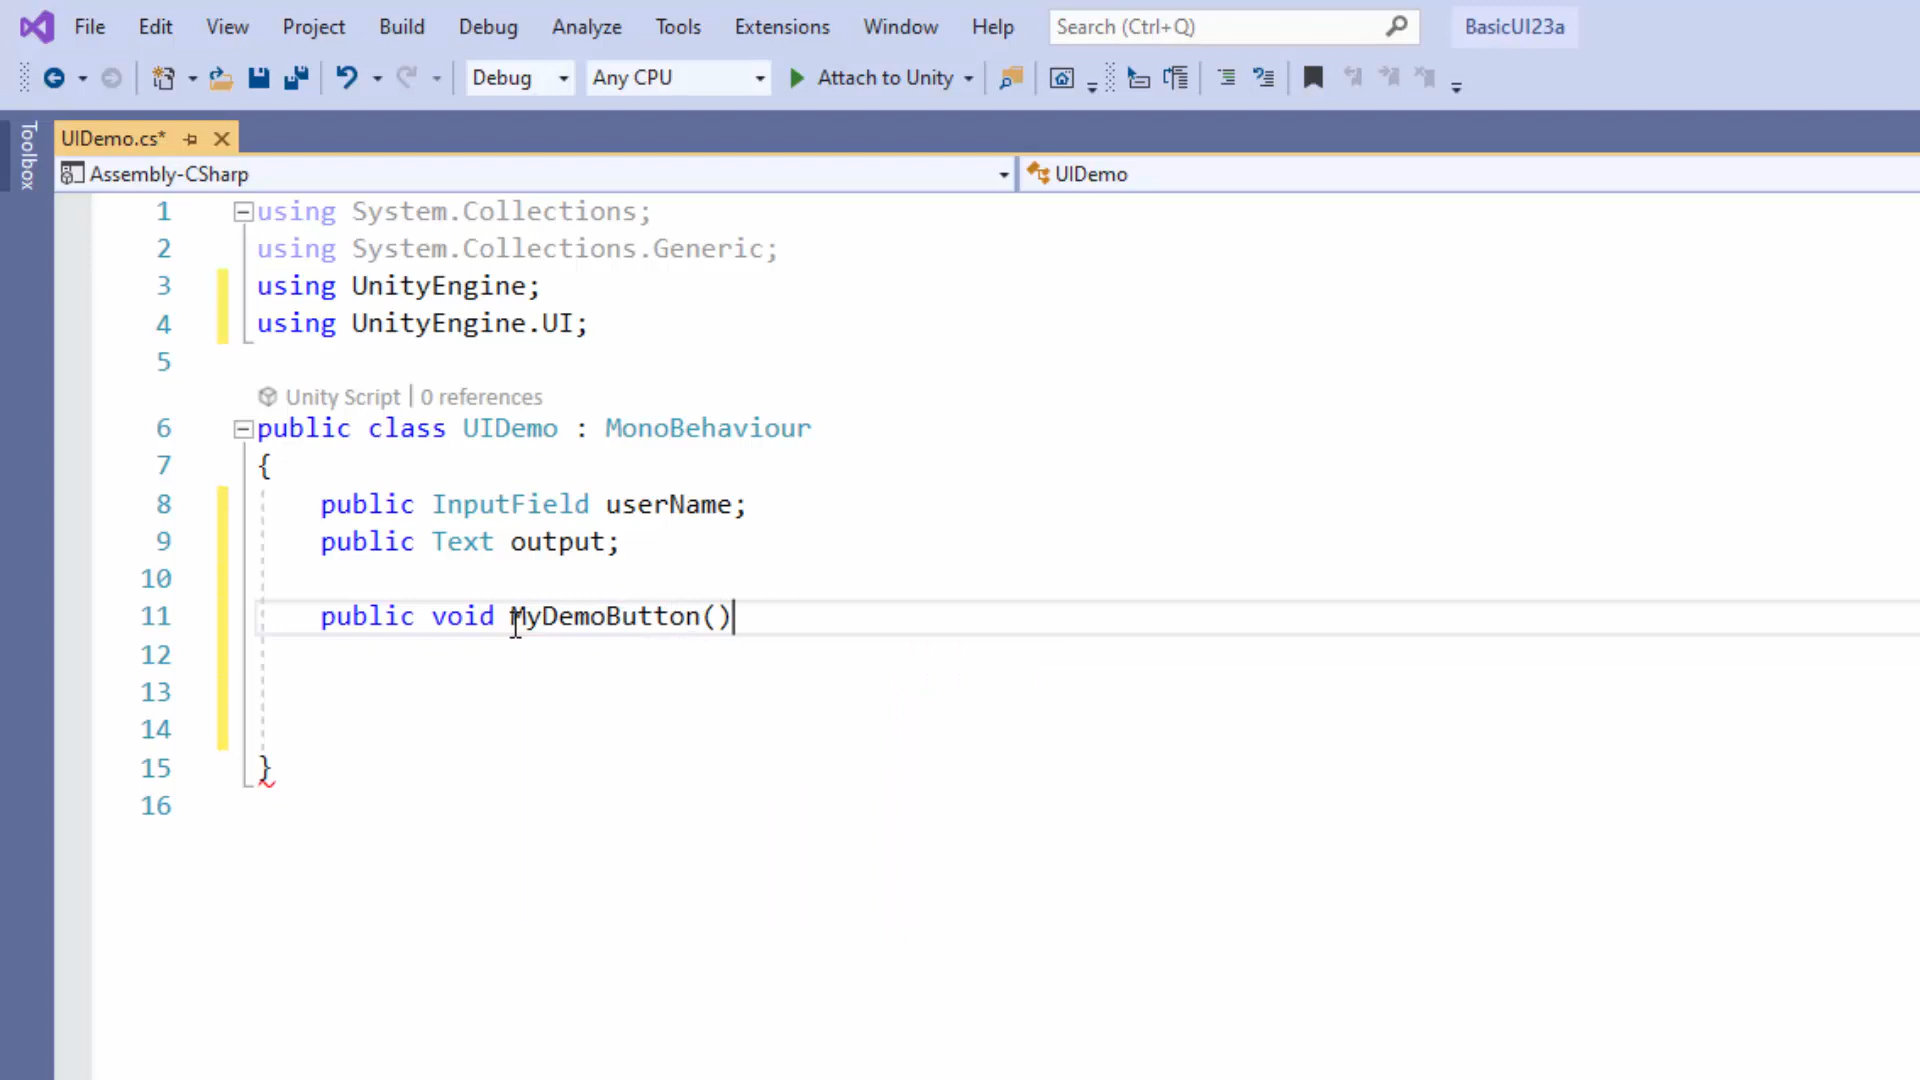 File Edit View Project Build Debug Analyze Tools Extensions Window Help Search (Ctrl+Q) BasicUI23a
Debug Any CPU Attach to Unity
Toolbox
UIDemo.cs*
Assembly-CSharp UIDemo
1 using System.Collections;
2 using System.Collections.Generic;
3 using UnityEngine;
4 using UnityEngine.UI;
5
Unity Script | 0 references
6 public class UIDemo : MonoBehaviour
7 {
8 public InputField userName;
9 public Text output;
10
11 public void MyDemoButton()
12
13
14
15 }
16